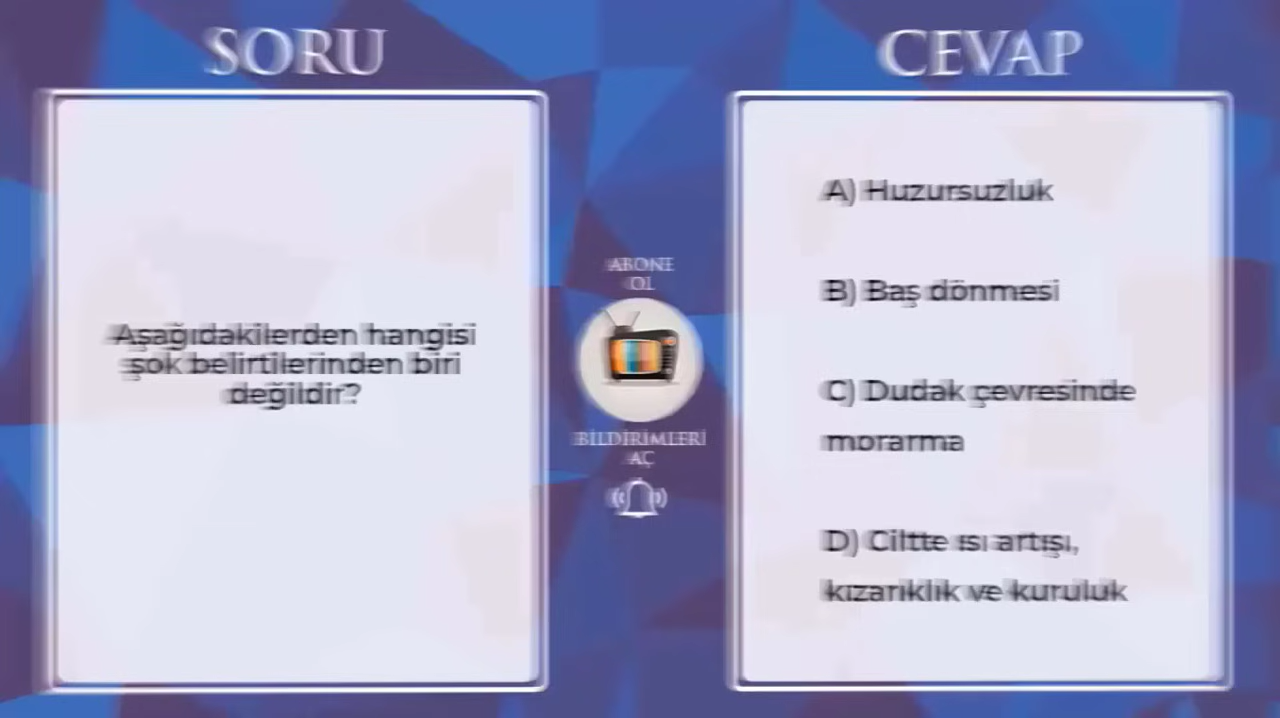 SORU
Aşağıdakilerden hangisi
şok belirtilerinden biri
değildir?
ABONE
OL
BİLDİRİMLERİ
AÇ
CEVAP
A) Huzursuzluk
B) Baş dönmesi
C) Dudak çevresinde
morarma
D) Ciltte ısı artışı,
kızarıklık ve kuruluk